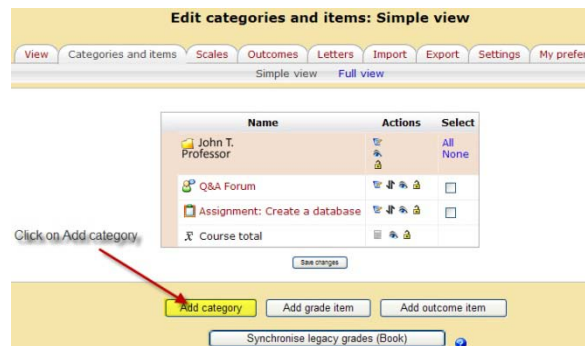 Edit categories and items: Simple view
View Categories and items Scales Outcomes Letters Import Export Settings My prefer
Simple view Full view
Name Actions Select
John T. All
Professor None
Q&A Forum
Assignment: Create a database
x̄ Course total
Save changes
Click on Add category
Add category Add grade item Add outcome item
Synchronise legacy grades (Book) ?